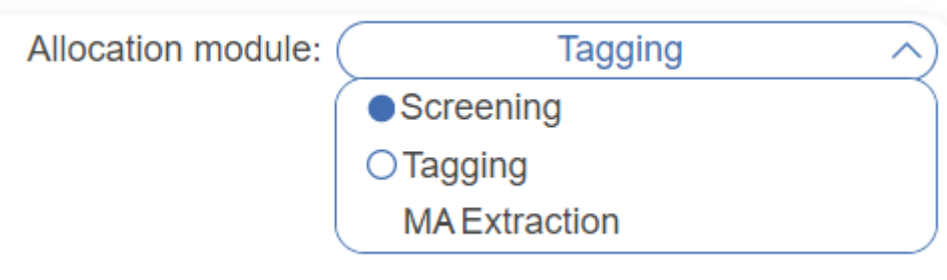 Allocation module: Tagging
Screening
Tagging
MA Extraction